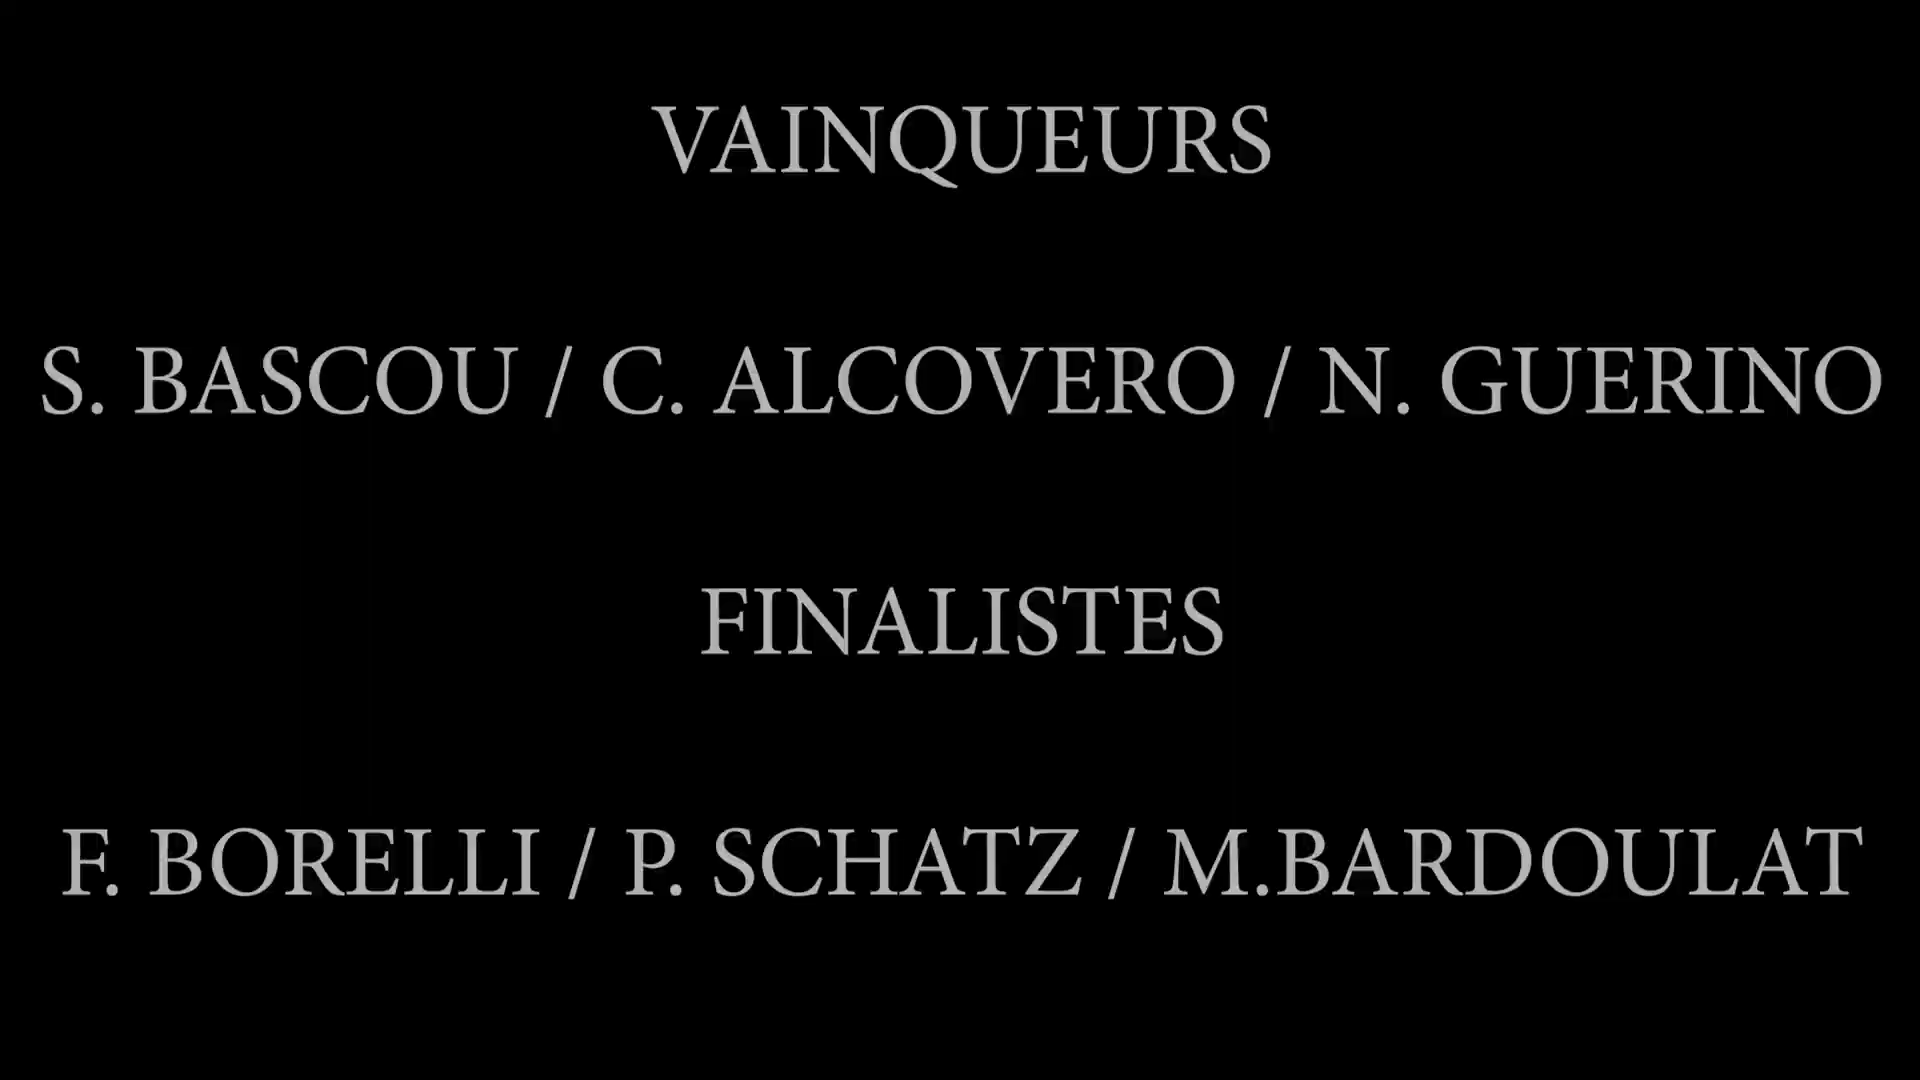 VAINQUEURS
S. BASCOU / C. ALCOVERO / N. GUERINO
FINALISTES
F. BORELLI / P. SCHATZ / M.BARDOULAT